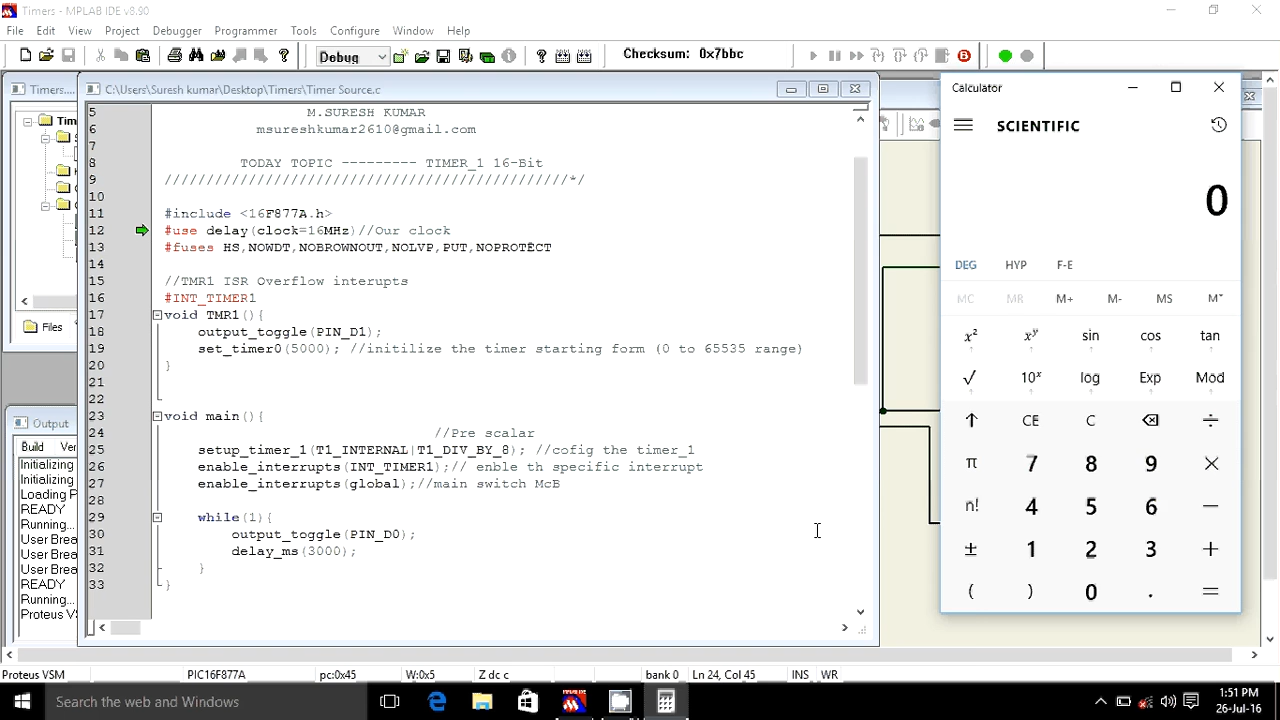 Timers - MPLAB IDE v8.90
File Edit View Project Debugger Programmer Tools Configure Window Help
Debug Checksum: 0x7bbc
Timers....
C:\Users\Suresh kumar\Desktop\Timers\Timer Source.c
Tim
Files
Output
Build Ver
Initializing
Initializing
Loading P
READY
Running...
User Brea
User Brea
User Brea
User Brea
READY
Running...
Proteus VS
5 M.SURESH KUMAR
6 msureshkumar2610@gmail.com
7
8 TODAY TOPIC --------- TIMER_1 16-Bit
9 ////////////////////////////////////////////////*/
10
11 #include <16F877A.h>
12 #use delay(clock=16MHz)//Our clock
13 #fuses HS,NOWDT,NOBROWNOUT,NOLVP,PUT,NOPROTECT
14
15 //TMR1 ISR Overflow interupts
16 #INT_TIMER1
17 void TMR1(){
18 output_toggle(PIN_D1);
19 set_timer0(5000); //initilize the timer starting form (0 to 65535 range)
20 }
21
22
23 void main(){
24 //Pre scalar
25 setup_timer_1(T1_INTERNAL|T1_DIV_BY_8); //cofig the timer_1
26 enable_interrupts(INT_TIMER1);// enble th specific interrupt
27 enable_interrupts(global);//main switch McB
28
29 while(1){
30 output_toggle(PIN_D0);
31 delay_ms(3000);
32 }
33 }
Calculator
SCIENTIFIC
0
DEG HYP F-E
MC MR M+ M- MS M˅
x² xʸ sin cos tan
√ 10ˣ log Exp Mod
↑ CE C ⌫ ÷
π 7 8 9 ×
n! 4 5 6 −
± 1 2 3 +
( ) 0 . =
Proteus VSM PIC16F877A pc:0x45 W:0x5 Z dc c bank 0 Ln 24, Col 45 INS WR
Search the web and Windows
1:51 PM
26-Jul-16